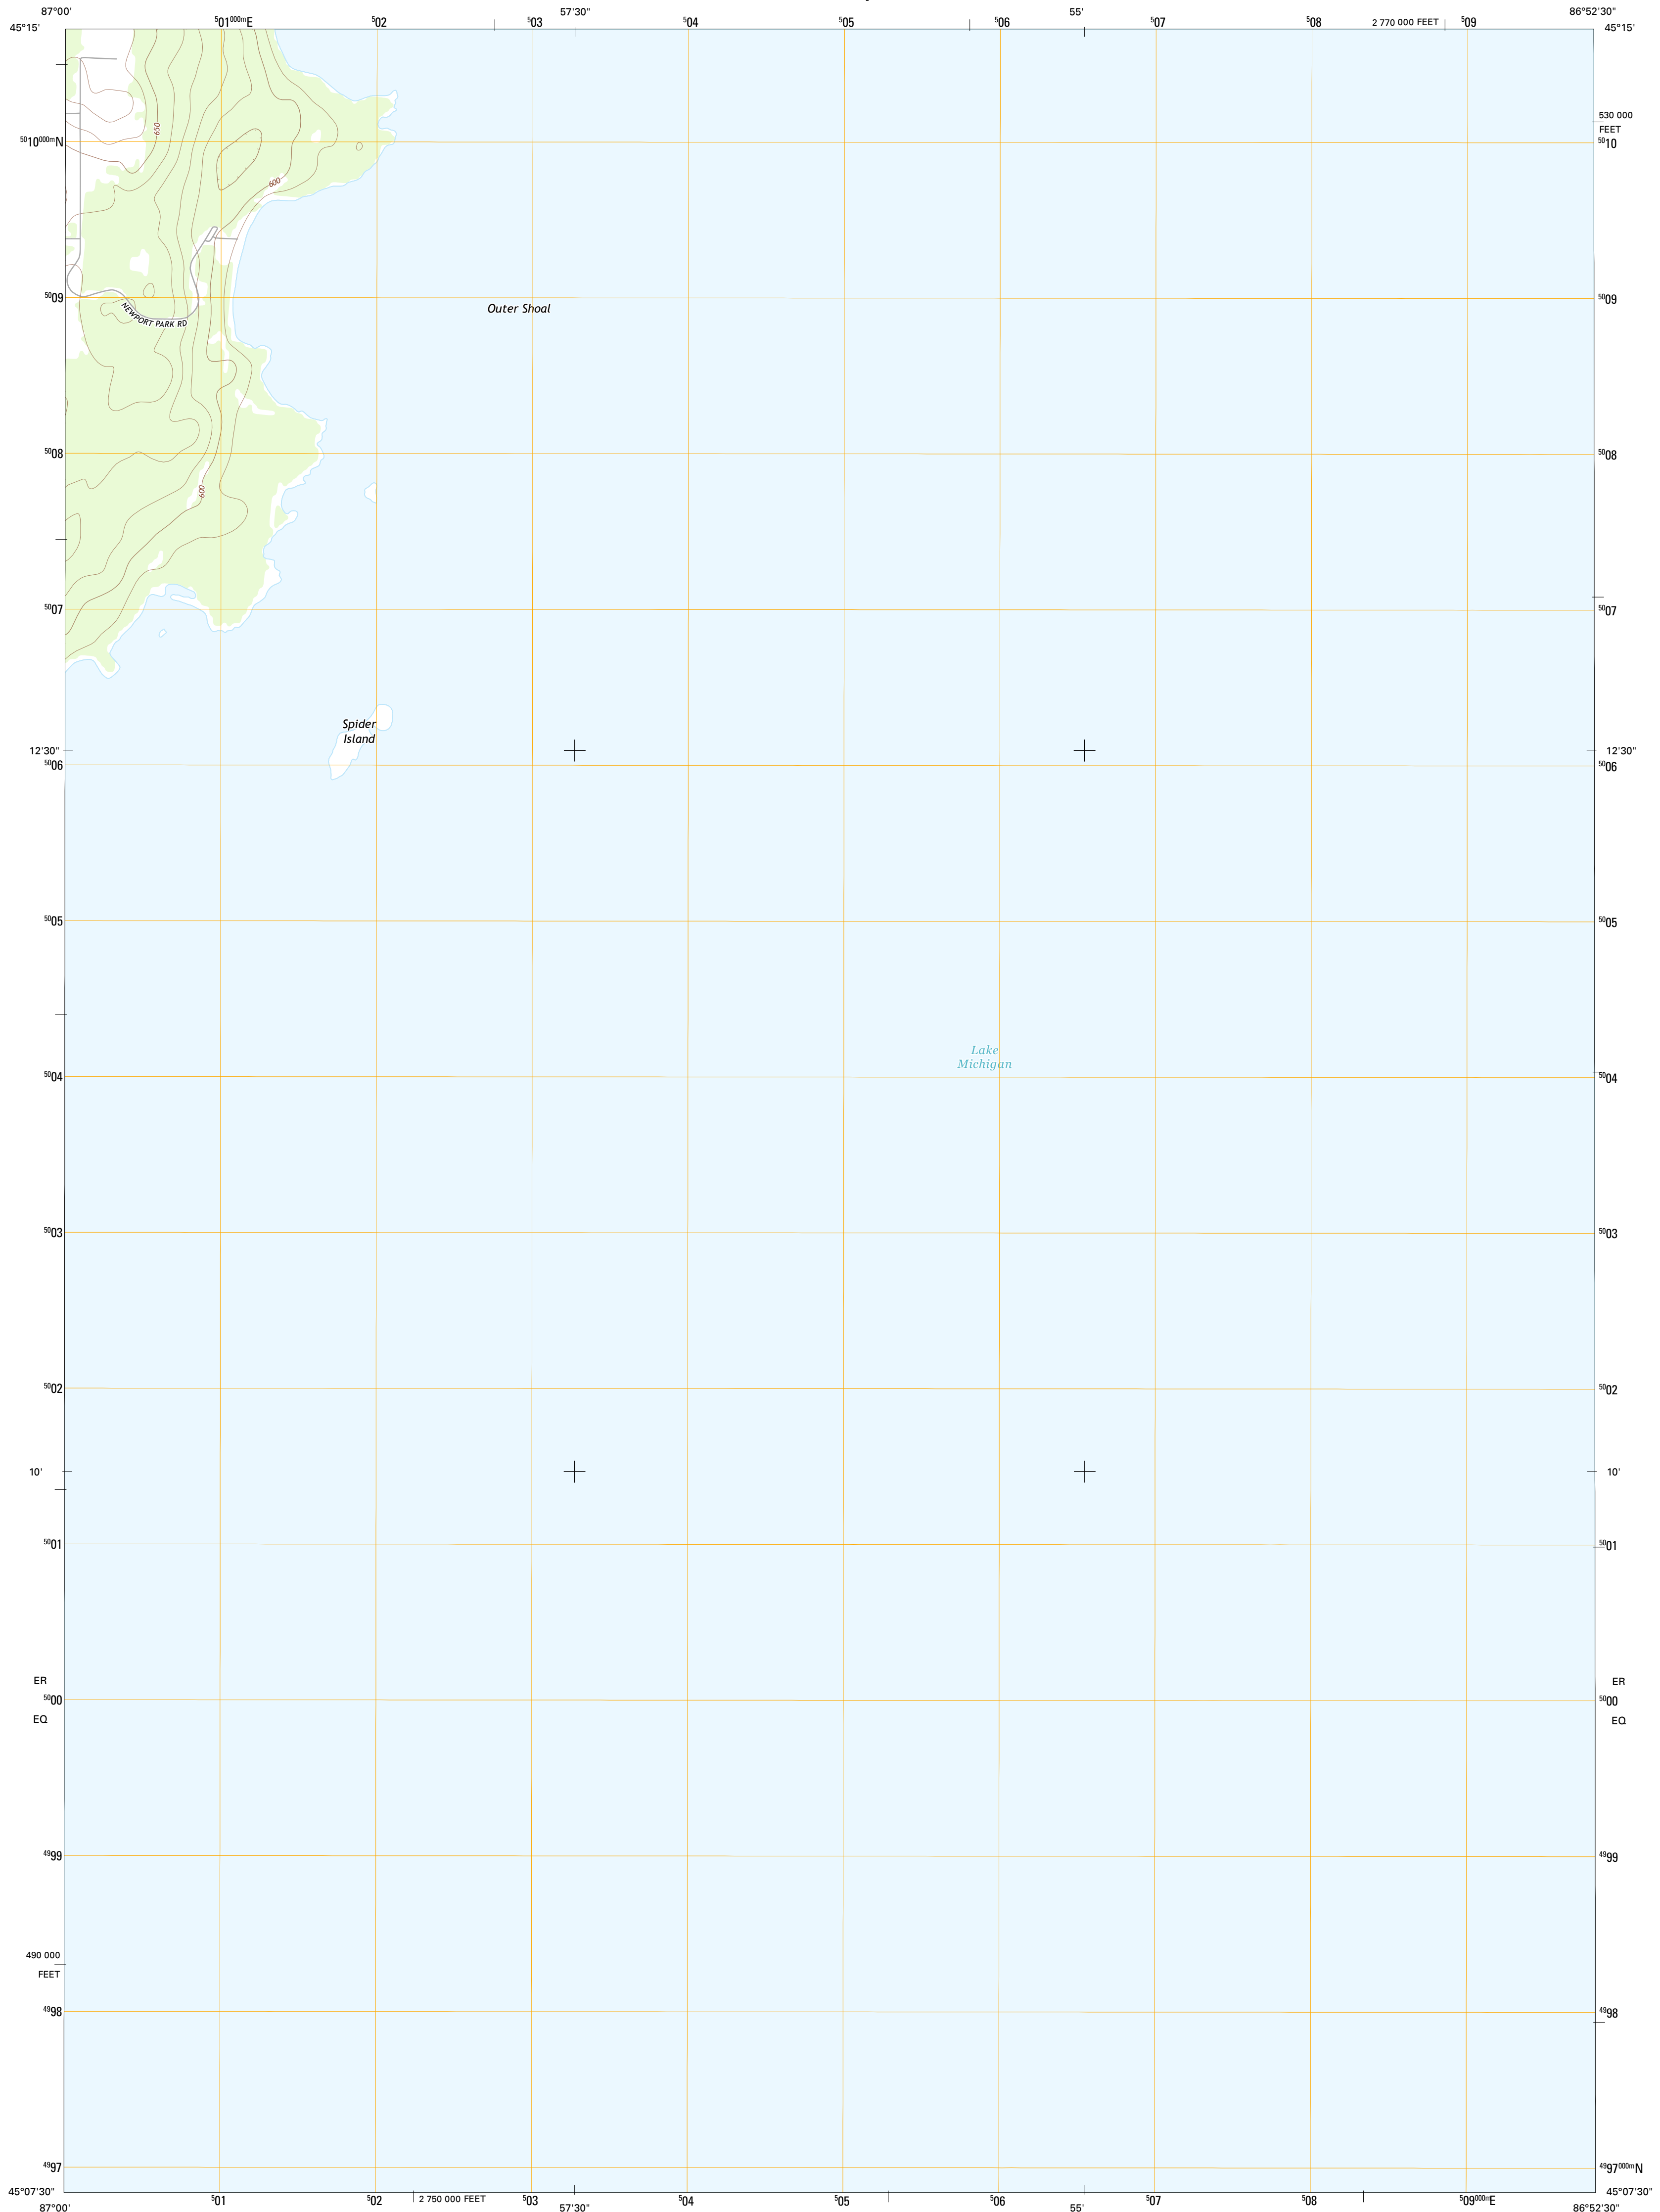 87°00' 57'30" 55' 86°52'30"
45°15' ⁵01⁰⁰⁰ᵐE ⁵02 ⁵03 ⁵04 ⁵05 ⁵06 ⁵07 ⁵08 2 770 000 FEET ⁵09 45°15'
530 000
FEET
650
⁵⁰10⁰⁰⁰ᵐN ⁵⁰10
600
⁵⁰09 ⁵⁰09
Outer Shoal
NEWPORT PARK RD
⁵⁰08 ⁵⁰08
600
⁵⁰07 ⁵⁰07
Spider
Island
12'30" 12'30"
⁵⁰06 ⁵⁰06
⁵⁰05 ⁵⁰05
Lake
Michigan
⁵⁰04 ⁵⁰04
⁵⁰03 ⁵⁰03
⁵⁰02 ⁵⁰02
10' 10'
⁵⁰01 ⁵⁰01
ER ER
⁵⁰00 ⁵⁰00
EQ EQ
⁴⁹99 ⁴⁹99
490 000
FEET
⁴⁹98 ⁴⁹98
⁴⁹97 ⁴⁹97⁰⁰⁰ᵐN
45°07'30" ⁵01 ⁵02 2 750 000 FEET ⁵03 ⁵04 ⁵05 ⁵06 ⁵07 ⁵08 ⁵09⁰⁰⁰ᵐE 45°07'30"
87°00' 57'30" 55' 86°52'30"